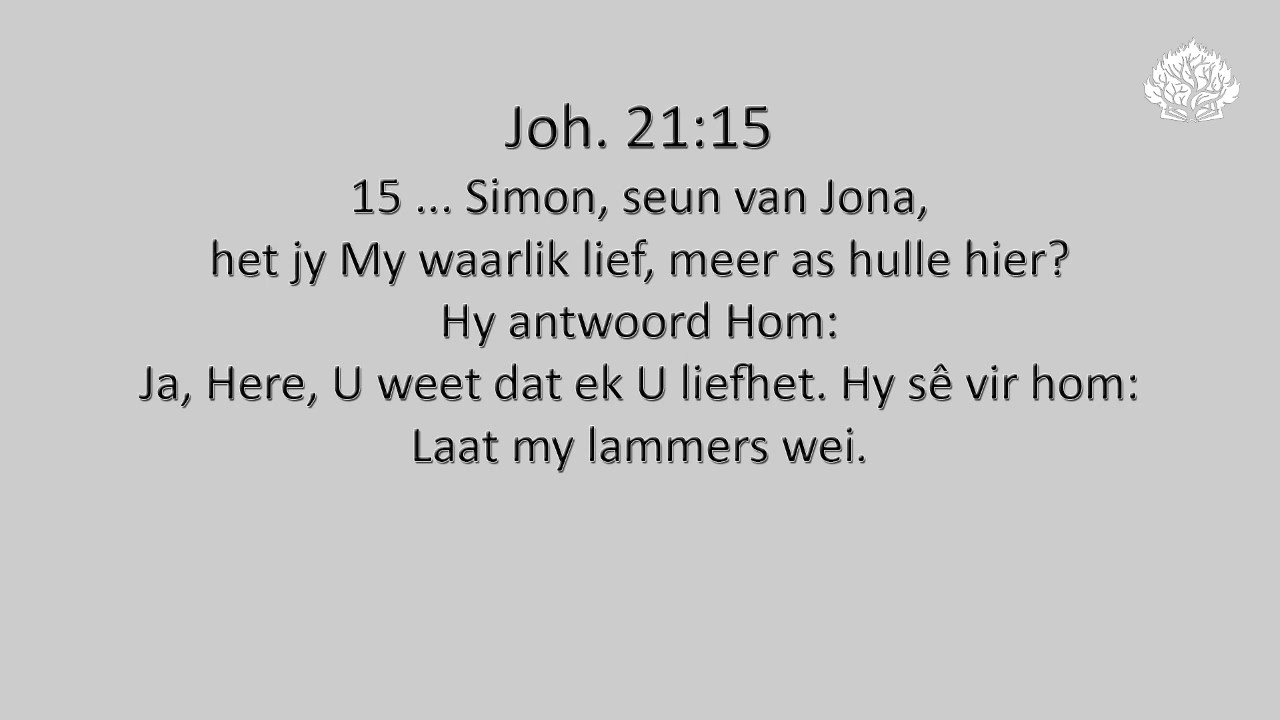 Joh. 21:15
15 ... Simon, seun van Jona,
het jy My waarlik lief, meer as hulle hier?
Hy antwoord Hom:
Ja, Here, U weet dat ek U liefhet. Hy sê vir hom:
Laat my lammers wei.